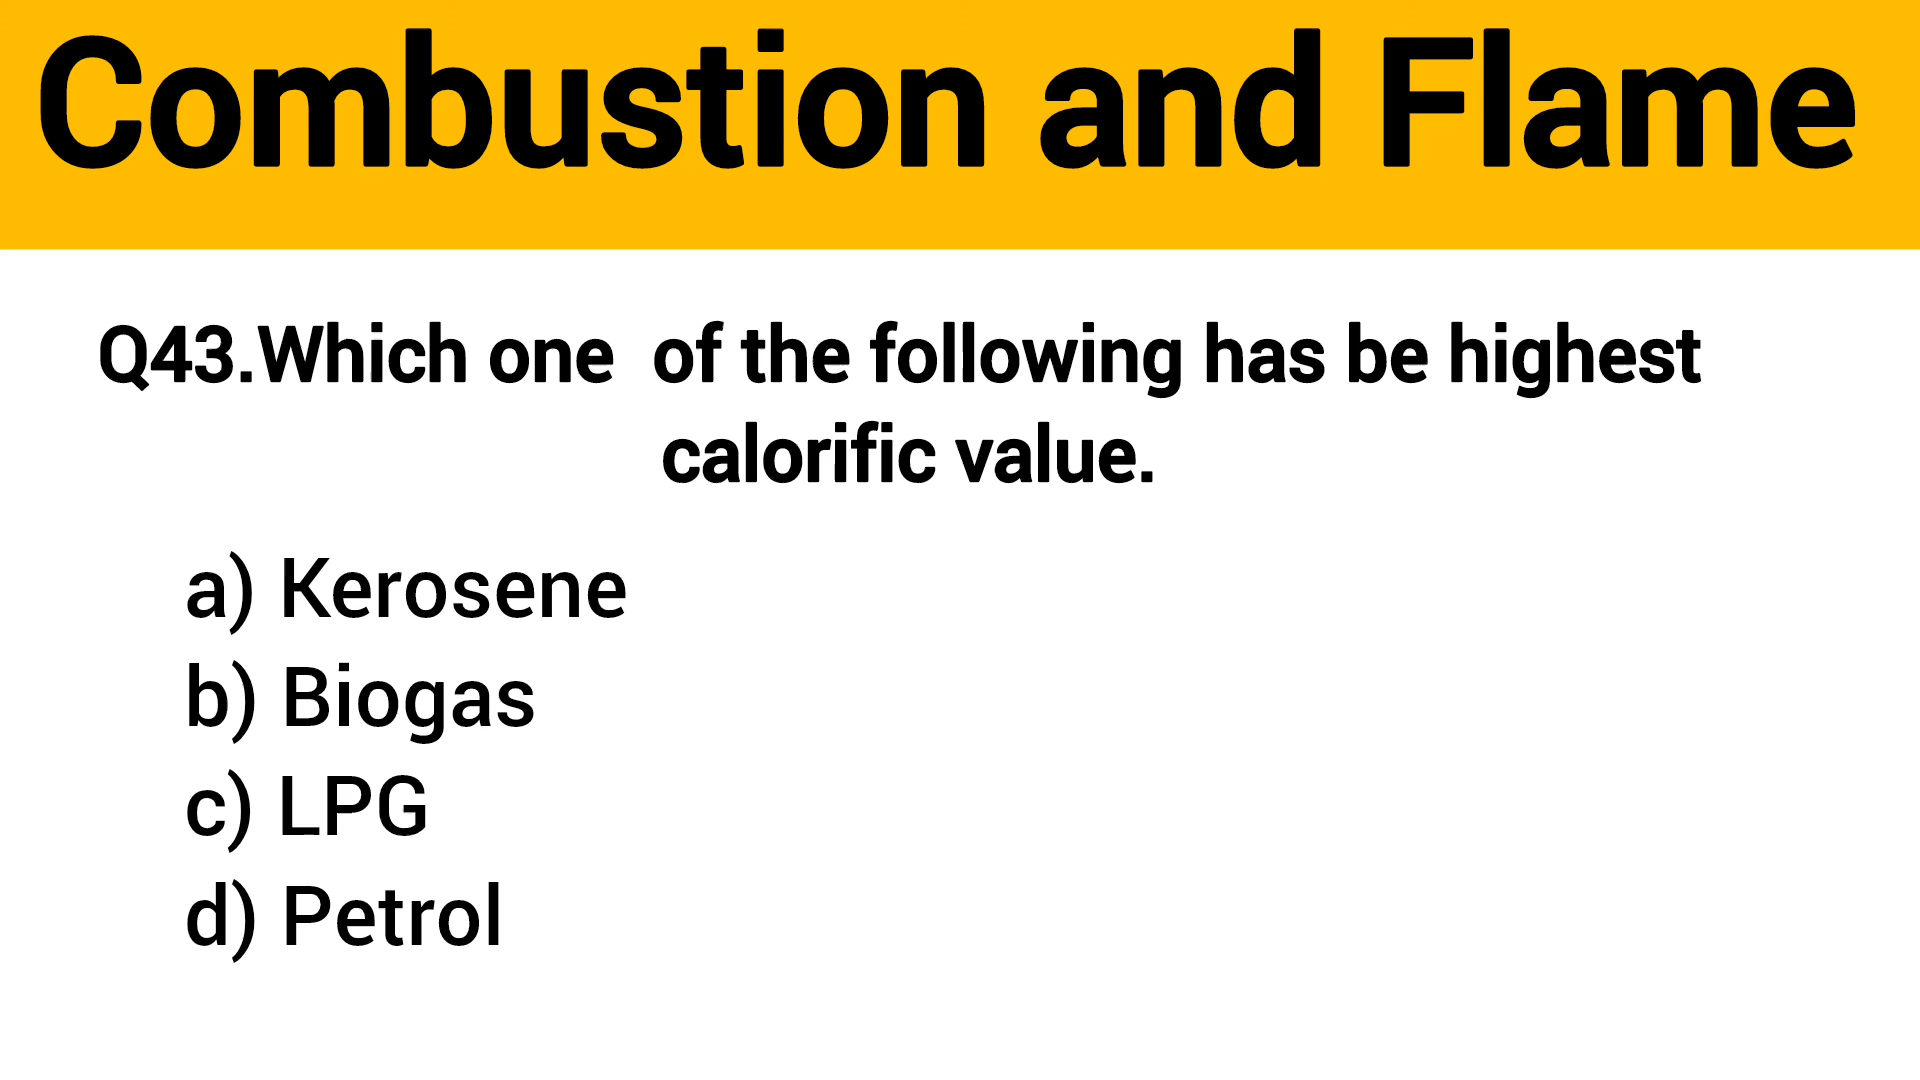 Combustion and Flame
Q43.Which one  of the following has be highest
calorific value.
a) Kerosene
b) Biogas
c) LPG
d) Petrol